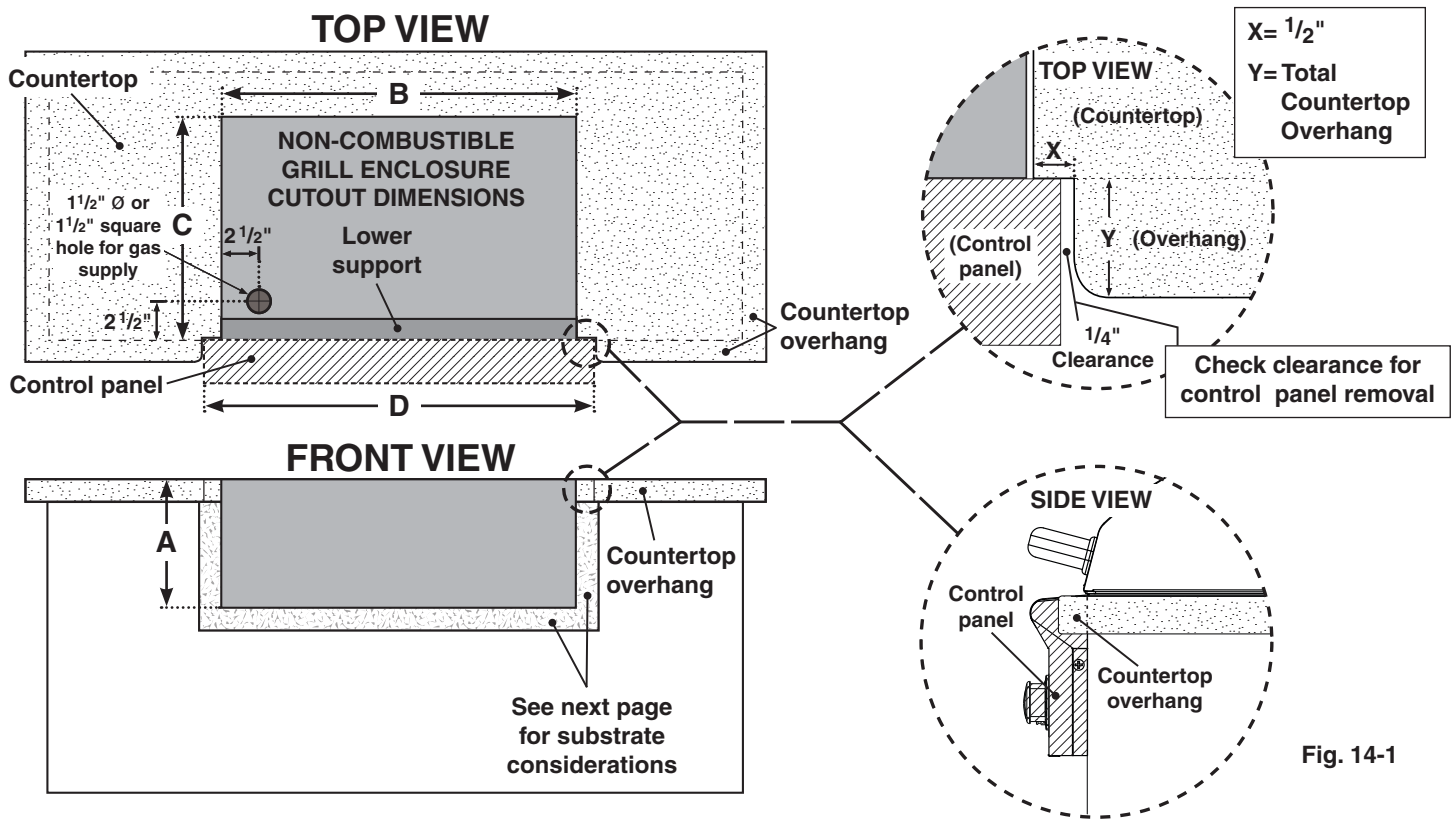 TOP VIEW
Countertop
B
NON-COMBUSTIBLE
GRILL ENCLOSURE
CUTOUT DIMENSIONS
1 1/2" Ø or
1 1/2" square
hole for gas
supply
C
2 1/2"
Lower
support
2 1/2"
Countertop
overhang
Control panel
D
TOP VIEW
(Countertop)
X
(Control
panel)
Y
(Overhang)
1/4"
Clearance
X= 1/2"
Y= Total
Countertop
Overhang
Check clearance for
control panel removal
FRONT VIEW
A
Countertop
overhang
See next page
for substrate
considerations
SIDE VIEW
Control
panel
Countertop
overhang
Fig. 14-1